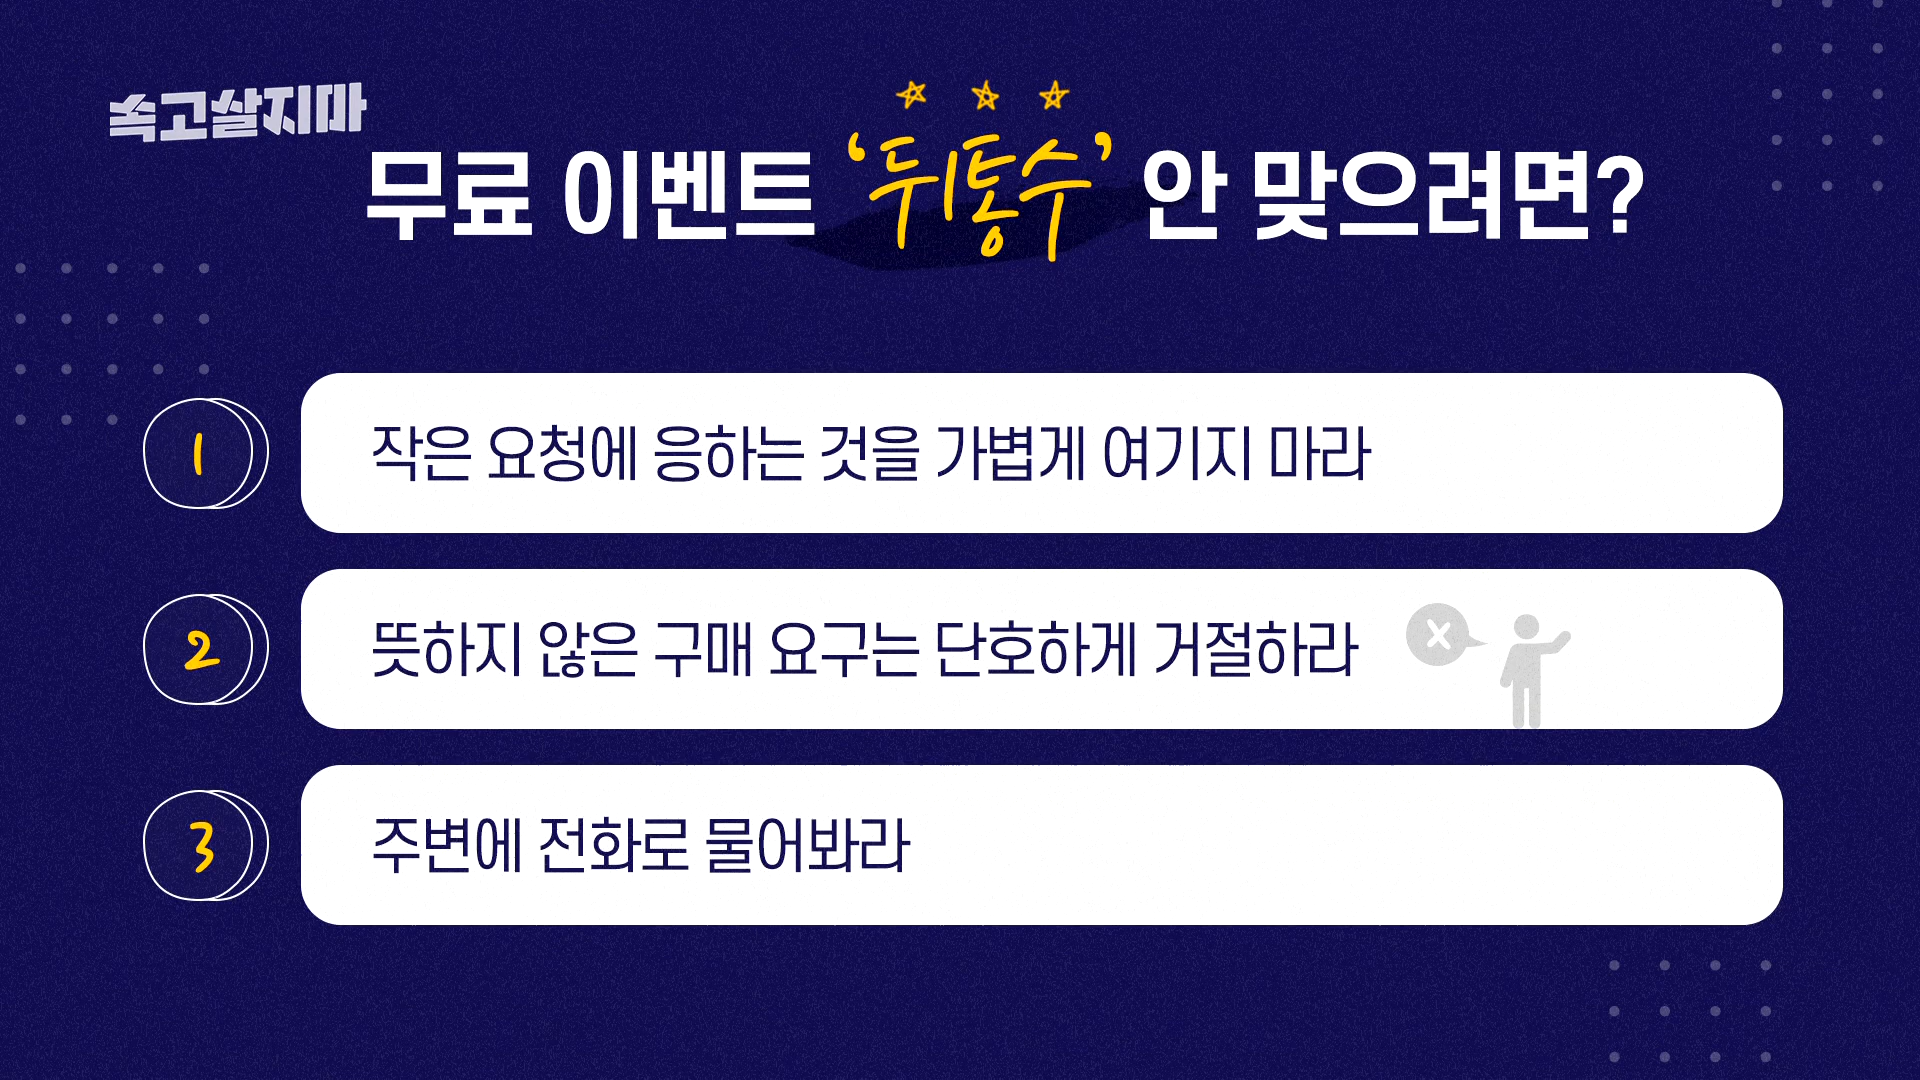 속고살지마
무료 이벤트 ‘뒤통수’ 안 맞으려면?
1
작은 요청에 응하는 것을 가볍게 여기지 마라
2
뜻하지 않은 구매 요구는 단호하게 거절하라
X
3
주변에 전화로 물어봐라